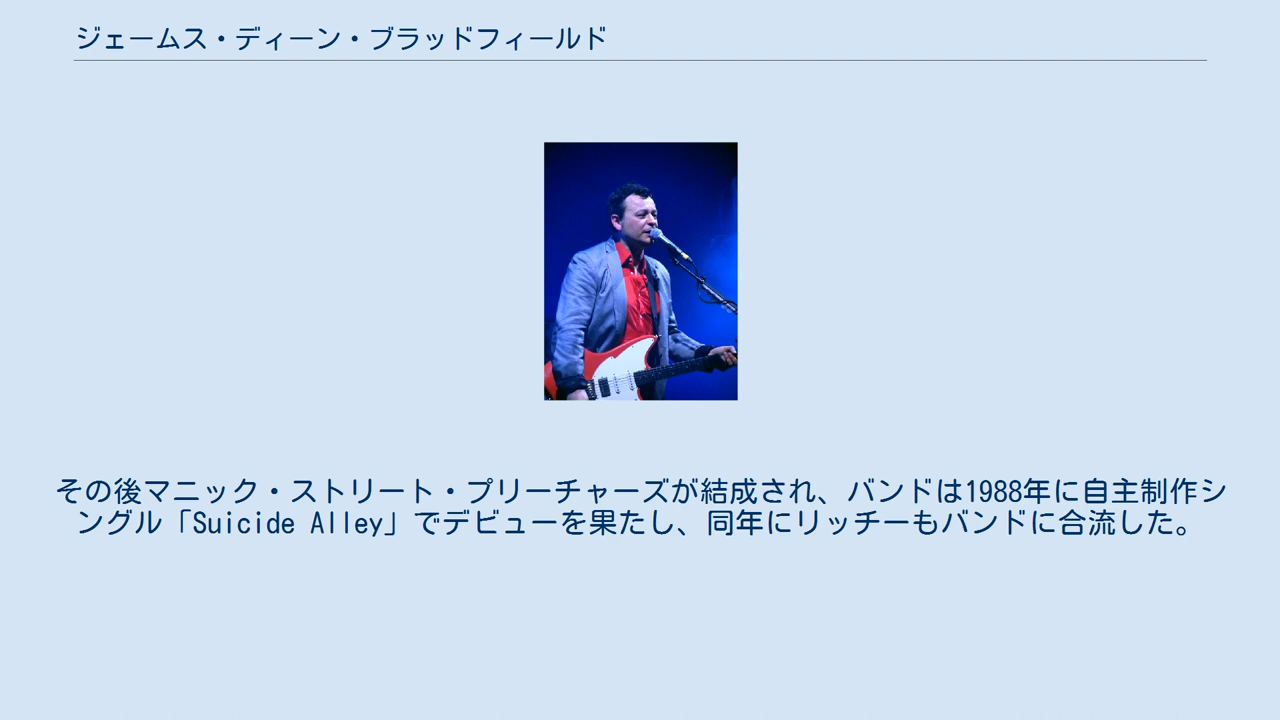 ジェームス・ディーン・ブラッドフィールド
その後マニック・ストリート・プリーチャーズが結成され、バンドは1988年に自主制作シ
ングル「Suicide Alley」でデビューを果たし、同年にリッチーもバンドに合流した。